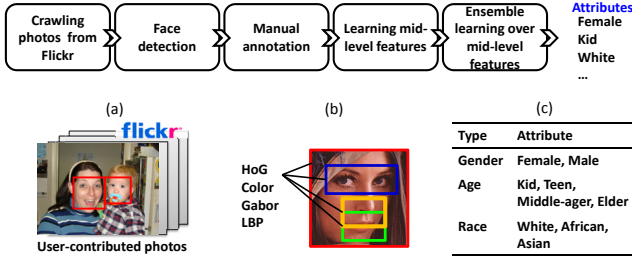 Crawling
photos from
Flickr
Face
detection
Manual
annotation
Learning mid-
level features
Ensemble
learning over
mid-level
features
Attributes
Female
Kid
White
...
(a)
flickr
User-contributed photos
(b)
HoG
Color
Gabor
LBP
(c)
Type Attribute
Gender Female, Male
Age Kid, Teen,
Middle-ager, Elder
Race White, African,
Asian